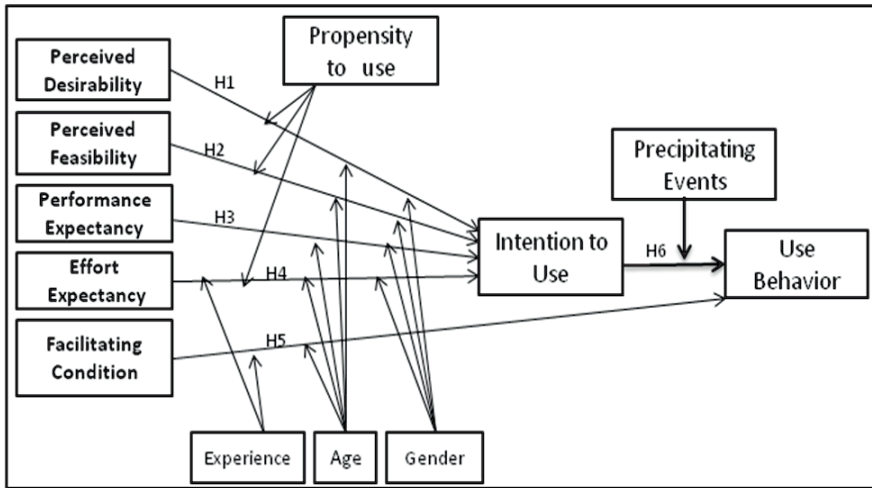 Perceived
Desirability
H1
Propensity
to use
Perceived
Feasibility
H2
Precipitating
Events
Performance
Expectancy
H3
Intention to
Use
H6
Use
Behavior
Effort
Expectancy
H4
Facilitating
Condition
H5
Experience
Age
Gender